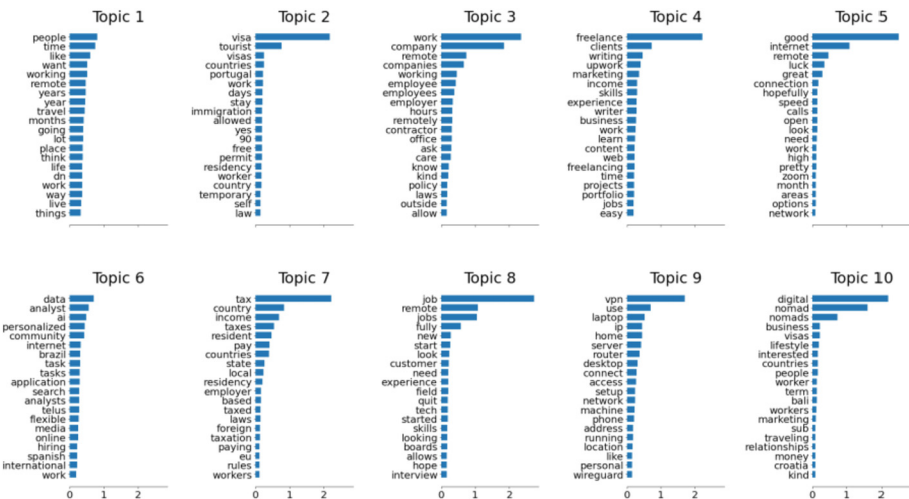 Topic 1
people
time
like
want
working
remote
years
year
travel
months
going
lot
place
think
life
dn
work
way
live
things
Topic 2
visa
tourist
visas
countries
portugal
work
days
stay
immigration
allowed
yes
90
free
permit
residency
worker
country
temporary
self
law
Topic 3
work
company
remote
companies
working
employee
employees
employer
hours
remotely
contractor
office
ask
care
know
kind
policy
laws
outside
allow
Topic 4
freelance
clients
writing
upwork
marketing
income
skills
experience
writer
business
work
learn
content
web
freelancing
time
projects
portfolio
jobs
easy
Topic 5
good
internet
remote
luck
great
connection
hopefully
speed
calls
open
look
need
work
high
pretty
zoom
month
areas
options
network
Topic 6
data
analyst
ai
personalized
community
internet
brazil
task
tasks
application
search
analysts
telus
flexible
media
online
hiring
spanish
international
work
0 1 2
Topic 7
tax
country
income
taxes
resident
pay
countries
state
local
residency
employer
based
taxed
laws
foreign
taxation
paying
eu
rules
workers
0 1 2
Topic 8
job
remote
jobs
fully
new
start
look
customer
need
experience
field
quit
tech
started
skills
looking
boards
allows
hope
interview
0 1 2
Topic 9
vpn
use
laptop
ip
home
server
router
desktop
connect
access
setup
network
machine
phone
address
running
location
like
personal
wireguard
0 1 2
Topic 10
digital
nomad
nomads
business
visas
lifestyle
interested
countries
people
worker
term
bali
workers
marketing
sub
traveling
relationships
money
croatia
kind
0 1 2